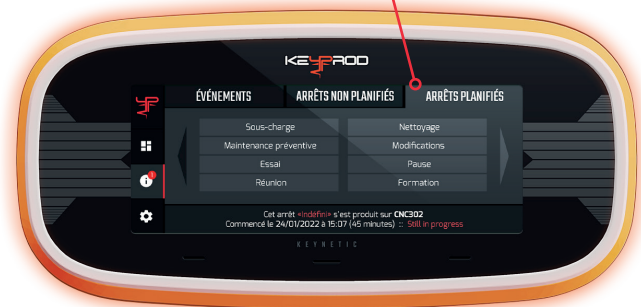 KEYPROD
ÉVÉNEMENTS ARRÊTS NON PLANIFIÉS ARRÊTS PLANIFIÉS
Sous-charge Nettoyage
Maintenance préventive Modifications
Essai Pause
Réunion Formation
Cet arrêt «Indéfini» s'est produit sur CNC302
Commencé le 24/01/2022 à 15:07 (45 minutes) :: Still in progress
KEYNETIC